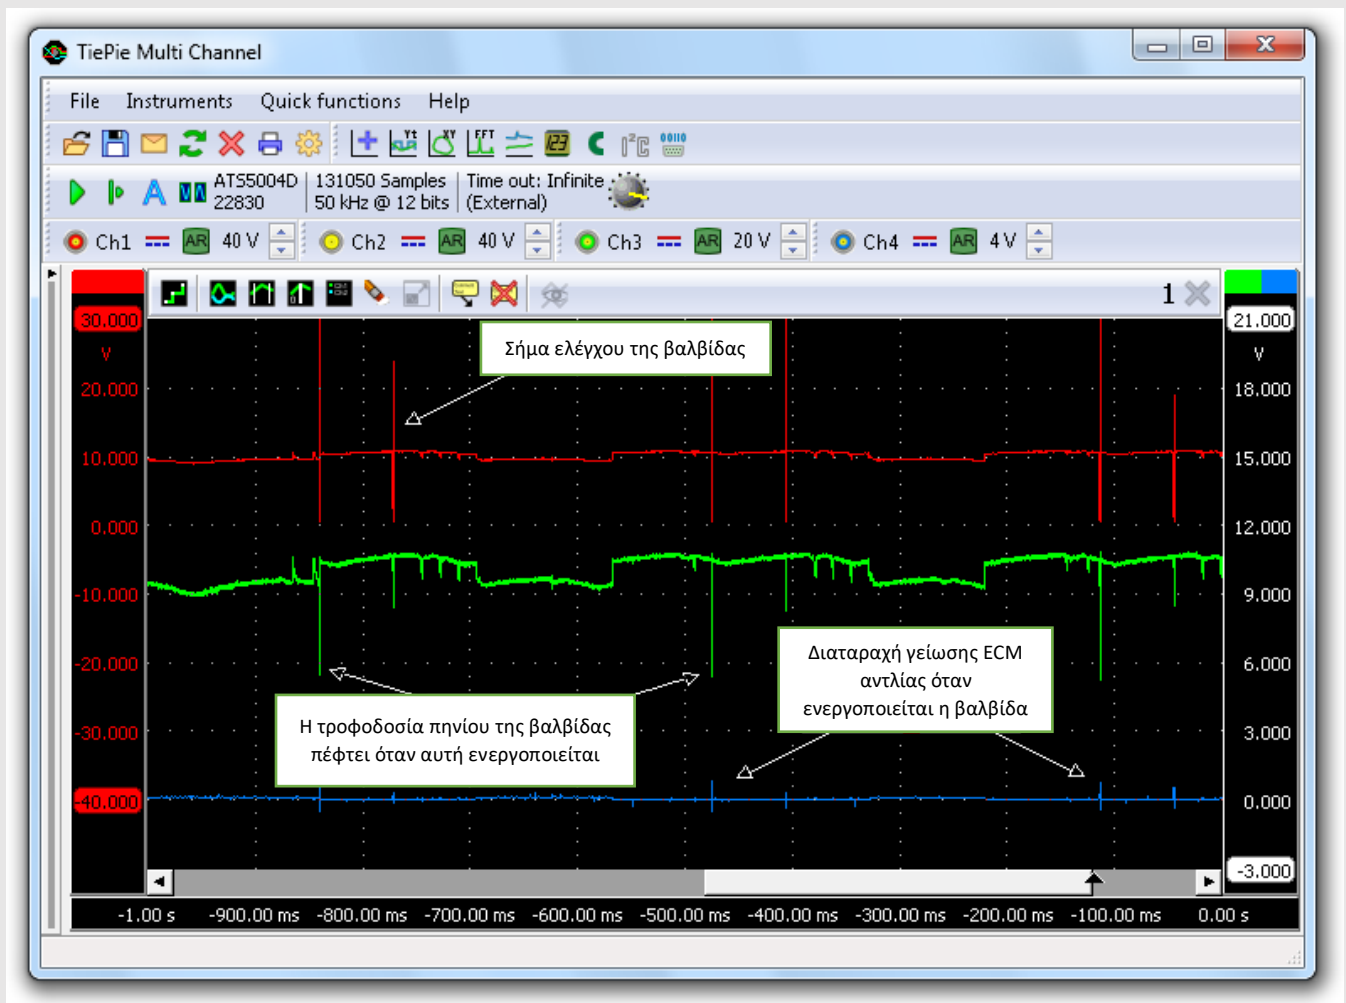 TiePie Multi Channel
File Instruments Quick functions Help
ATS5004D 131050 Samples Time out: Infinite
22830 50 kHz @ 12 bits (External)
Ch1 AR 40 V Ch2 AR 40 V Ch3 AR 20 V Ch4 AR 4 V
1
30.000
V
20.000
10.000
0.000
-10.000
-20.000
-30.000
-40.000
Σήμα ελέγχου της βαλβίδας
Η τροφοδοσία πηνίου της βαλβίδας
πέφτει όταν αυτή ενεργοποιείται
Διαταραχή γείωσης ECM
αντλίας όταν
ενεργοποιείται η βαλβίδα
21.000
V
18.000
15.000
12.000
9.000
6.000
3.000
0.000
-3.000
-1.00 s -900.00 ms -800.00 ms -700.00 ms -600.00 ms -500.00 ms -400.00 ms -300.00 ms -200.00 ms -100.00 ms 0.00 s